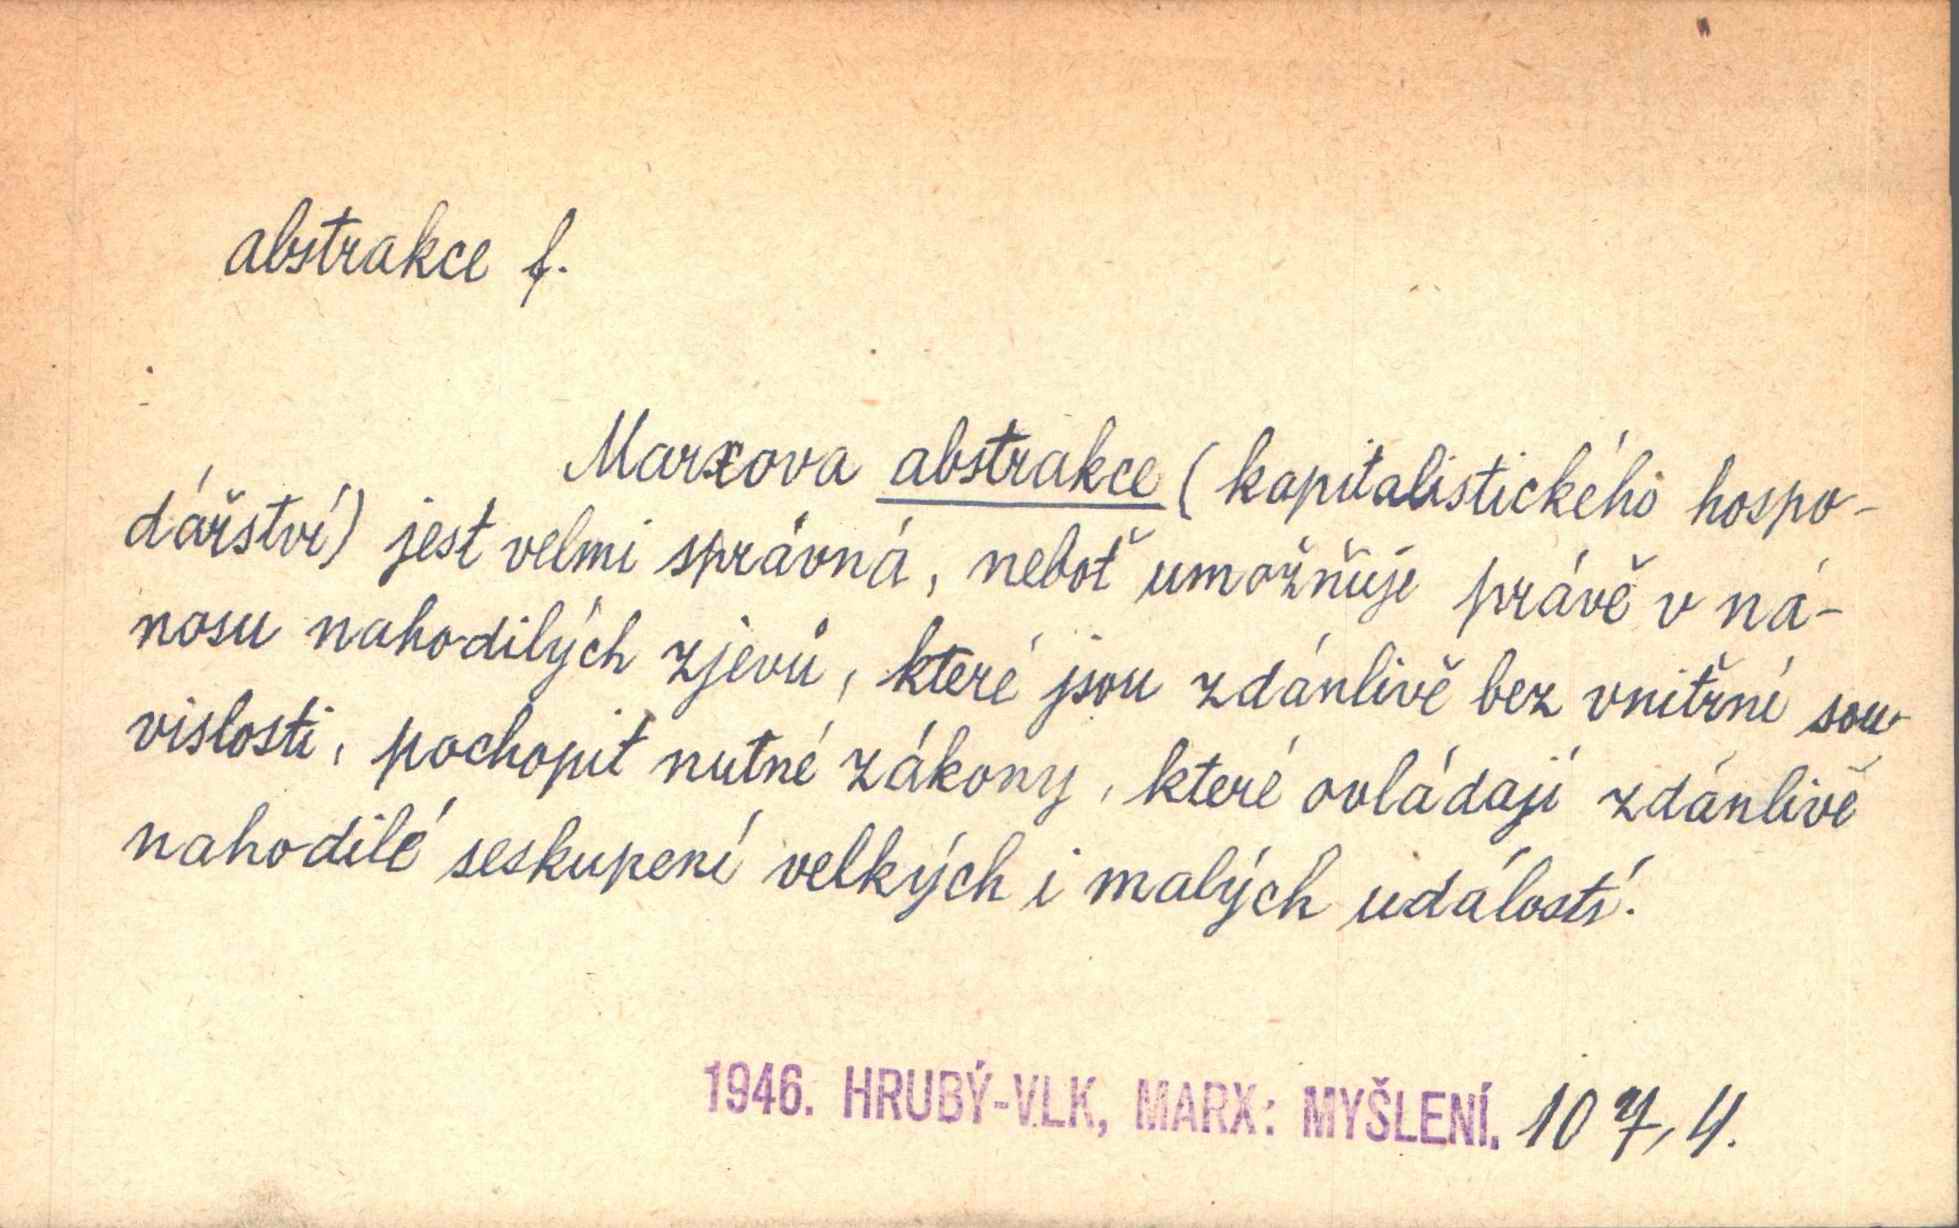 abstrakce f.
Marxova abstrakce (kapitalistického hospo-
dářství) jest velmi správná, neboť umožňuje právě v ná-
nosu nahodilých zjevů, které jsou zdánlivě bez vnitřní sou-
vislosti, pochopit nutné zákony, které ovládají zdánlivě
nahodilé seskupení velkých i malých událostí.
1946. HRUBÝ-VLK, MARX: MYŠLENÍ. 107, 4.